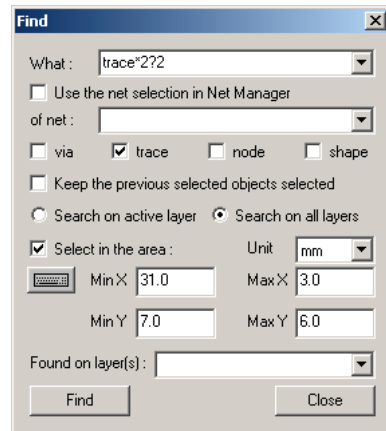 Find
What : trace*2?2
Use the net selection in Net Manager
of net :
via trace node shape
Keep the previous selected objects selected
Search on active layer Search on all layers
Select in the area : Unit mm
Min X 31.0 Max X 3.0
Min Y 7.0 Max Y 6.0
Found on layer(s) :
Find Close